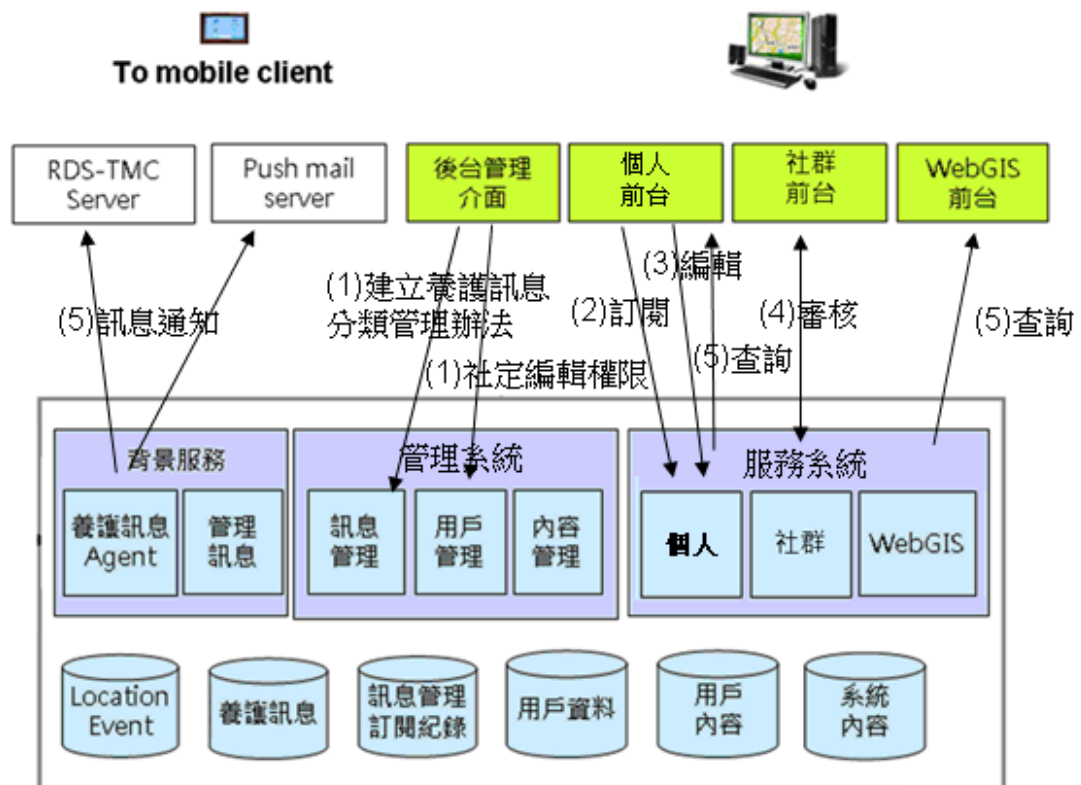 To mobile client
RDS-TMC
Server
Push mail
server
後台管理
介面
個人
前台
社群
前台
WebGIS
前台
(5)訊息通知
(1)建立養護訊息
分類管理辦法
(1)社定編輯權限
(2)訂閱
(3)編輯
(5)查詢
(4)審核
(5)查詢
背景服務
養護訊息
Agent
管理
訊息
管理系統
訊息
管理
用戶
管理
內容
管理
服務系統
個人
社群
WebGIS
Location
Event
養護訊息
訊息管理
訂閱紀錄
用戶資料
用戶
內容
系統
內容